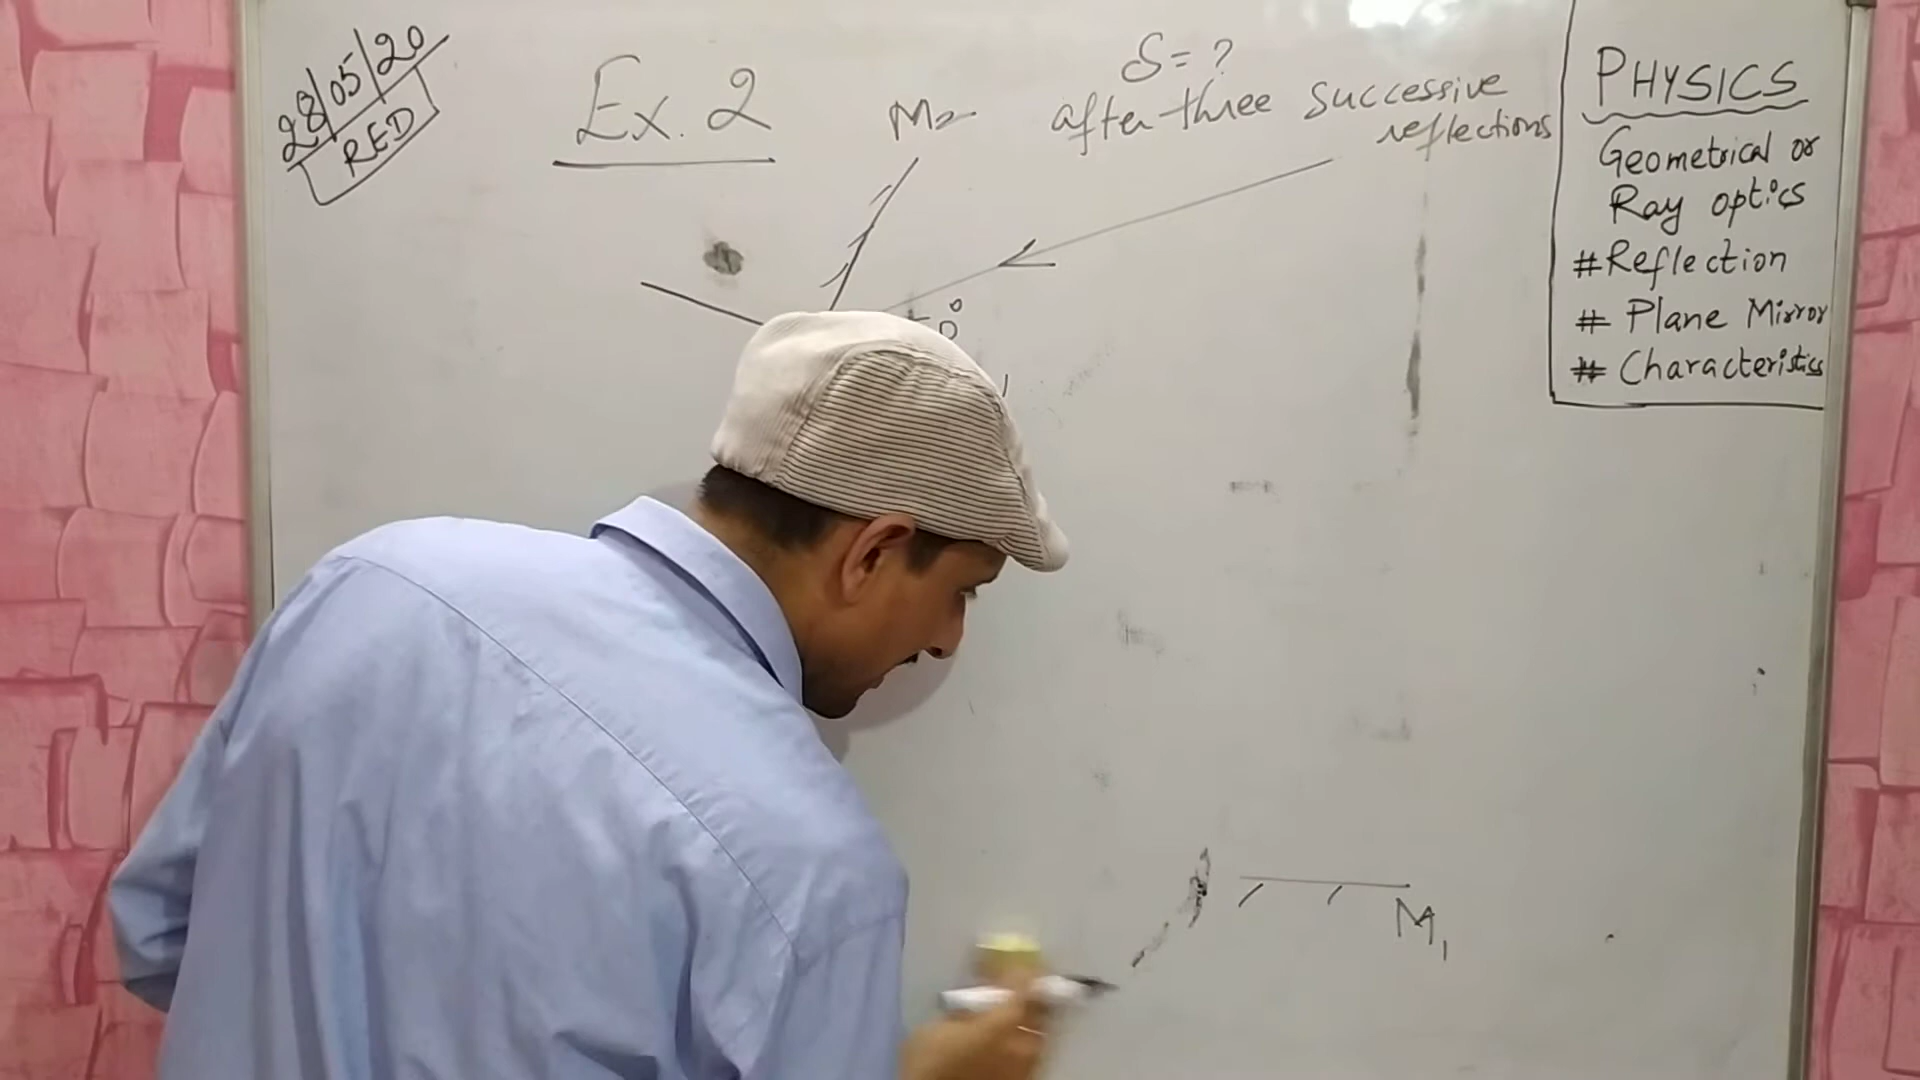 28/05/20
RED
Ex. 2
M2
δ = ?
after three successive
reflections
M1
PHYSICS
Geometrical or
Ray optics
# Reflection
# Plane Mirror
# Characteristics